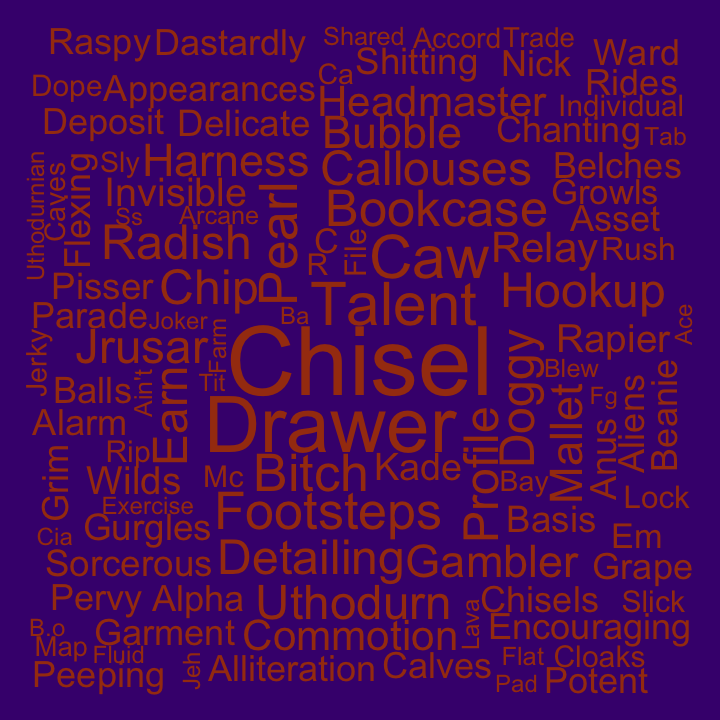 Raspy Dastardly Shared Accord Trade
Ca Shitting Nick Ward
Dope Appearances Headmaster Individual Rides
Deposit Delicate Bubble Chanting Tab
Uthodurnian Caves Flexing Sly Harness Callouses Belches
Invisible Pearl Bookcase Growls
Ss Arcane Asset
Radish C File Caw Relay Rush
R
Pisser Chip Talent Hookup
Parade Joker Ba Ace
Jerky Jrusar Farm Chisel Doggy Rapier
Balls Ain't Earn Tit Blew
Alarm Drawer Profile Mallet Fg Anus Aliens Beanie
Rip
Grim Wilds Mc Bitch Kade Bay Lock
Exercise Footsteps Basis
Cia Gurgles Em
Sorcerous Detailing Gambler Grape
Pervy Alpha Uthodurn Lava Chisels Slick
B.o Garment Commotion Encouraging
Map Fluid Jeh Flat Cloaks
Peeping Alliteration Calves Pad Potent